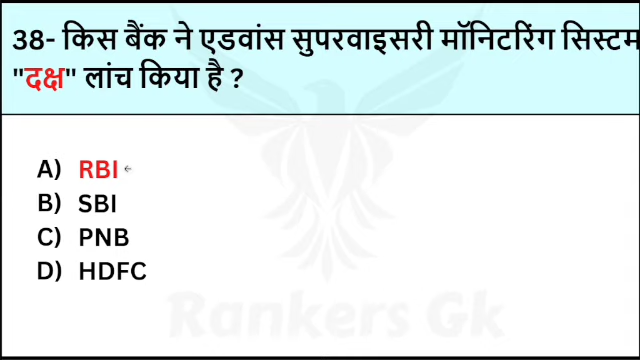 38- किस बैंक ने एडवांस सुपरवाइसरी मॉनिटरिंग सिस्टम
"दक्ष" लांच किया है ?
A) RBI ←
B) SBI
C) PNB
D) HDFC
Rankers Gk